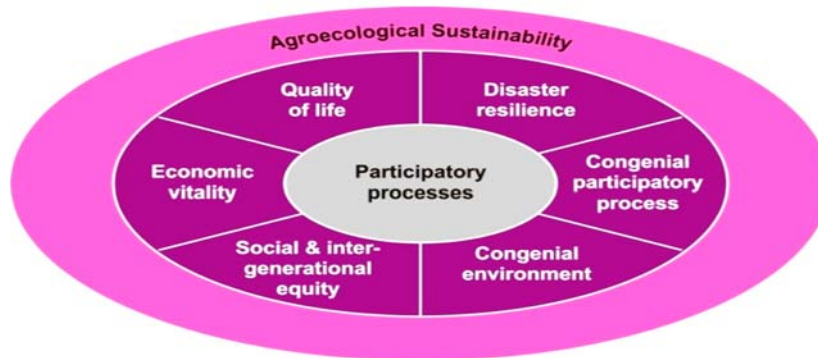 Agroecological Sustainability
Quality
of life
Disaster
resilience
Economic
vitality
Participatory
processes
Congenial
participatory
process
Social & inter-
generational
equity
Congenial
environment